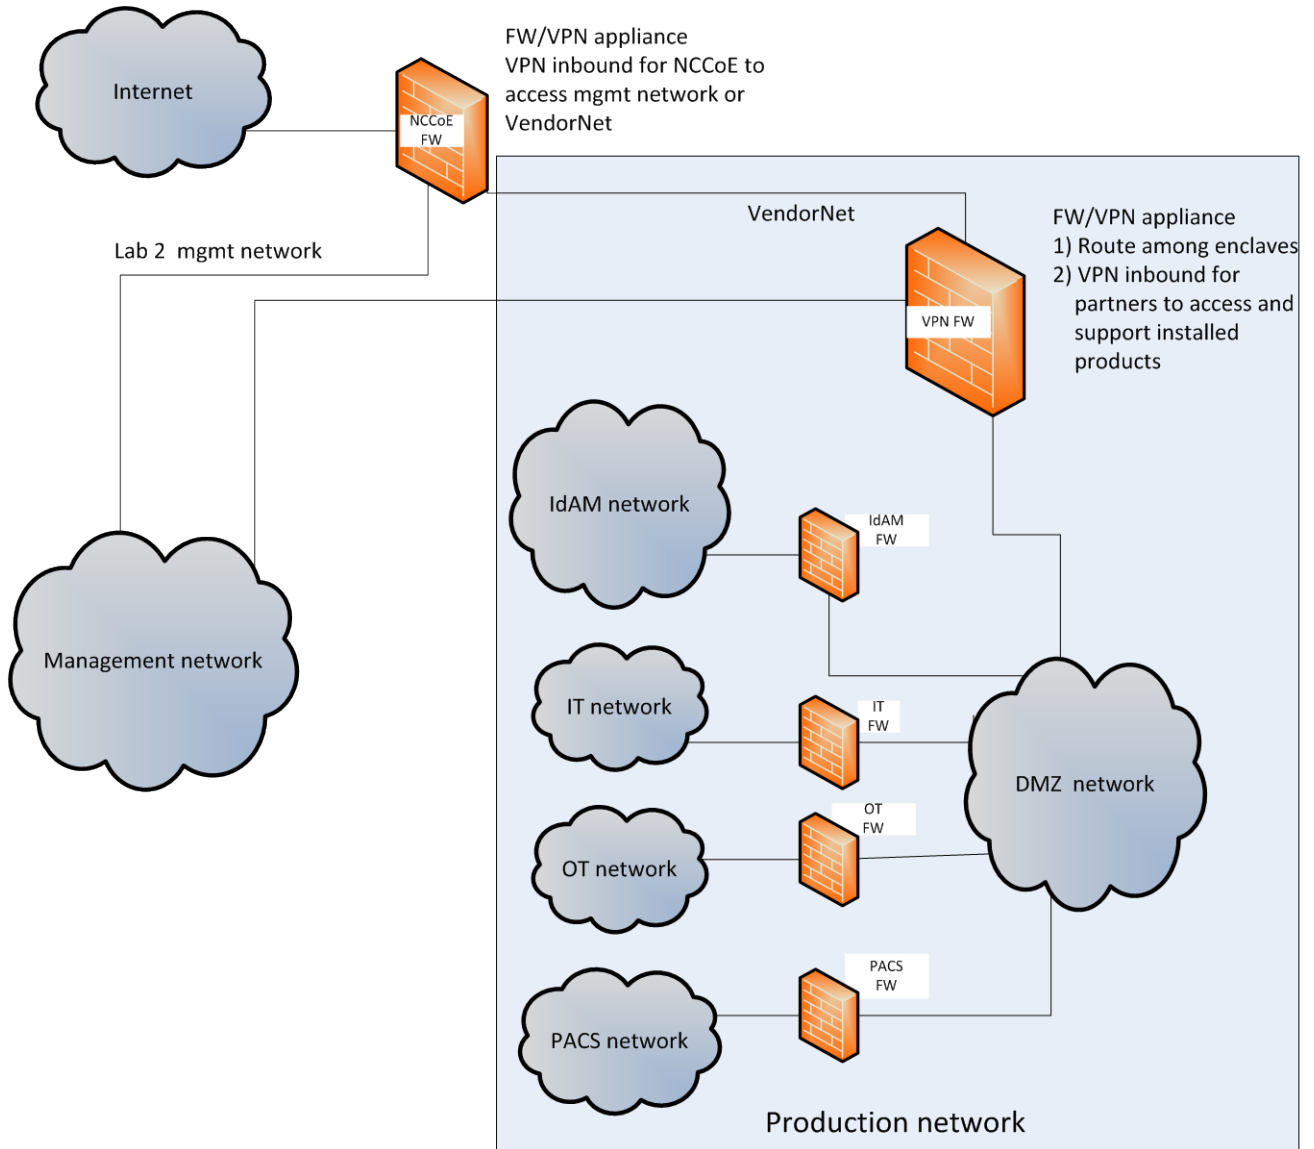 Internet
FW/VPN appliance
VPN inbound for NCCoE to
access mgmt network or
VendorNet
NCCoE
FW
VendorNet
Lab 2 mgmt network
FW/VPN appliance
1) Route among enclaves
2) VPN inbound for
partners to access and
support installed
products
VPN FW
IdAM network
IdAM
FW
Management network
IT network
IT
FW
DMZ network
OT
FW
OT network
PACS
FW
PACS network
Production network